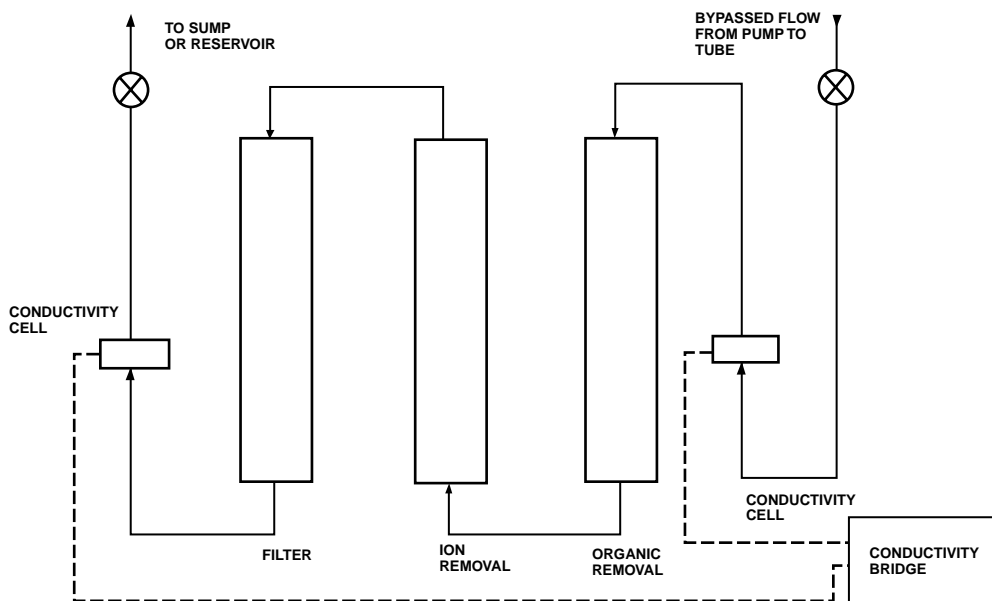 TO SUMP
OR RESERVOIR
BYPASSED FLOW
FROM PUMP TO
TUBE
CONDUCTIVITY
CELL
CONDUCTIVITY
CELL
FILTER
ION
REMOVAL
ORGANIC
REMOVAL
CONDUCTIVITY
BRIDGE